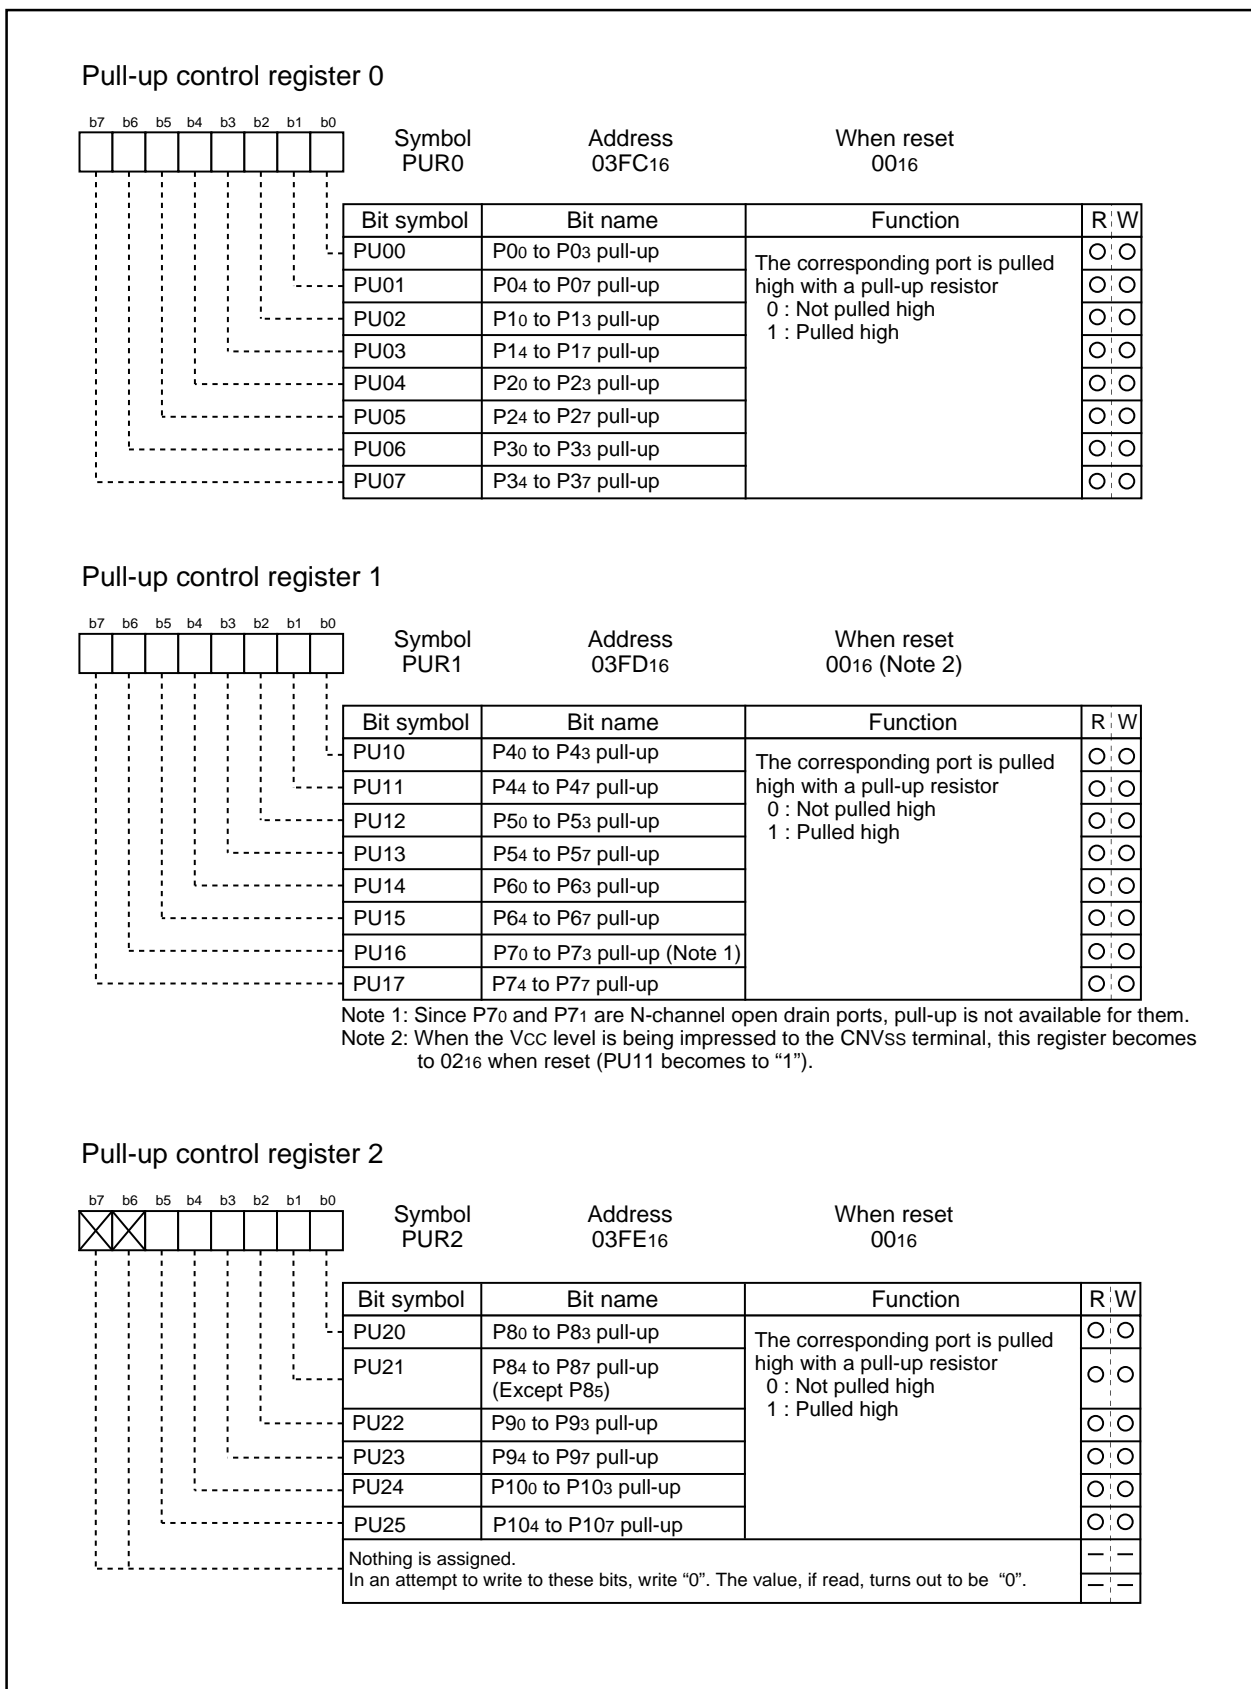 Pull-up control register 0
b7 b6 b5 b4 b3 b2 b1 b0
Symbol Address When reset
PUR0 03FC16 0016
Bit symbol Bit name Function R W
PU00 P00 to P03 pull-up The corresponding port is pulled
PU01 P04 to P07 pull-up high with a pull-up resistor
PU02 P10 to P13 pull-up 0 : Not pulled high
PU03 P14 to P17 pull-up 1 : Pulled high
PU04 P20 to P23 pull-up
PU05 P24 to P27 pull-up
PU06 P30 to P33 pull-up
PU07 P34 to P37 pull-up
Pull-up control register 1
b7 b6 b5 b4 b3 b2 b1 b0
Symbol Address When reset
PUR1 03FD16 0016 (Note 2)
Bit symbol Bit name Function R W
PU10 P40 to P43 pull-up The corresponding port is pulled
PU11 P44 to P47 pull-up high with a pull-up resistor
PU12 P50 to P53 pull-up 0 : Not pulled high
PU13 P54 to P57 pull-up 1 : Pulled high
PU14 P60 to P63 pull-up
PU15 P64 to P67 pull-up
PU16 P70 to P73 pull-up (Note 1)
PU17 P74 to P77 pull-up
Note 1: Since P70 and P71 are N-channel open drain ports, pull-up is not available for them.
Note 2: When the VCC level is being impressed to the CNVSS terminal, this register becomes
to 0216 when reset (PU11 becomes to “1”).
Pull-up control register 2
b7 b6 b5 b4 b3 b2 b1 b0
Symbol Address When reset
PUR2 03FE16 0016
Bit symbol Bit name Function R W
PU20 P80 to P83 pull-up The corresponding port is pulled
PU21 P84 to P87 pull-up high with a pull-up resistor
(Except P85) 0 : Not pulled high
PU22 P90 to P93 pull-up 1 : Pulled high
PU23 P94 to P97 pull-up
PU24 P100 to P103 pull-up
PU25 P104 to P107 pull-up
Nothing is assigned.
In an attempt to write to these bits, write “0”. The value, if read, turns out to be “0”.